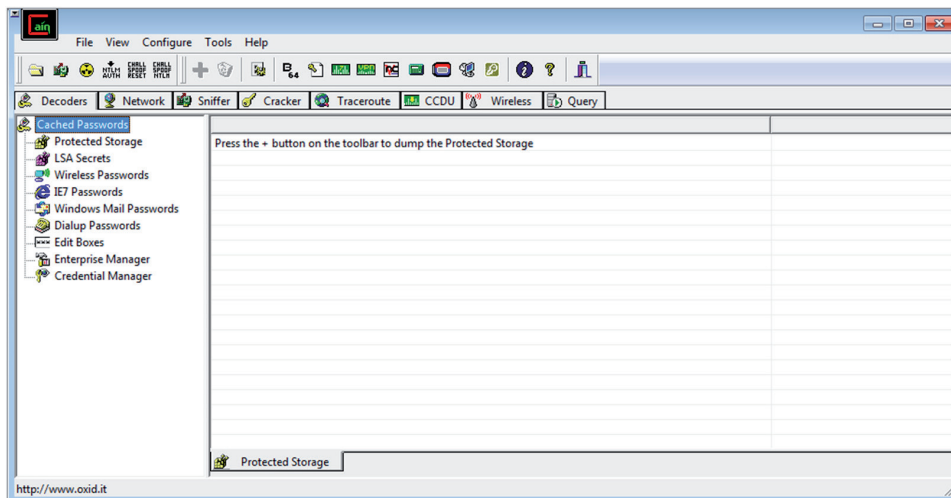 Cain
File View Configure Tools Help
NTLM AUTH CHALL SPOOF RESET CHALL SPOOF NTLM B64
Decoders Network Sniffer Cracker Traceroute CCDU Wireless Query
Cached Passwords
Protected Storage
LSA Secrets
Wireless Passwords
IE7 Passwords
Windows Mail Passwords
Dialup Passwords
Edit Boxes
Enterprise Manager
Credential Manager
Press the + button on the toolbar to dump the Protected Storage
Protected Storage
http://www.oxid.it